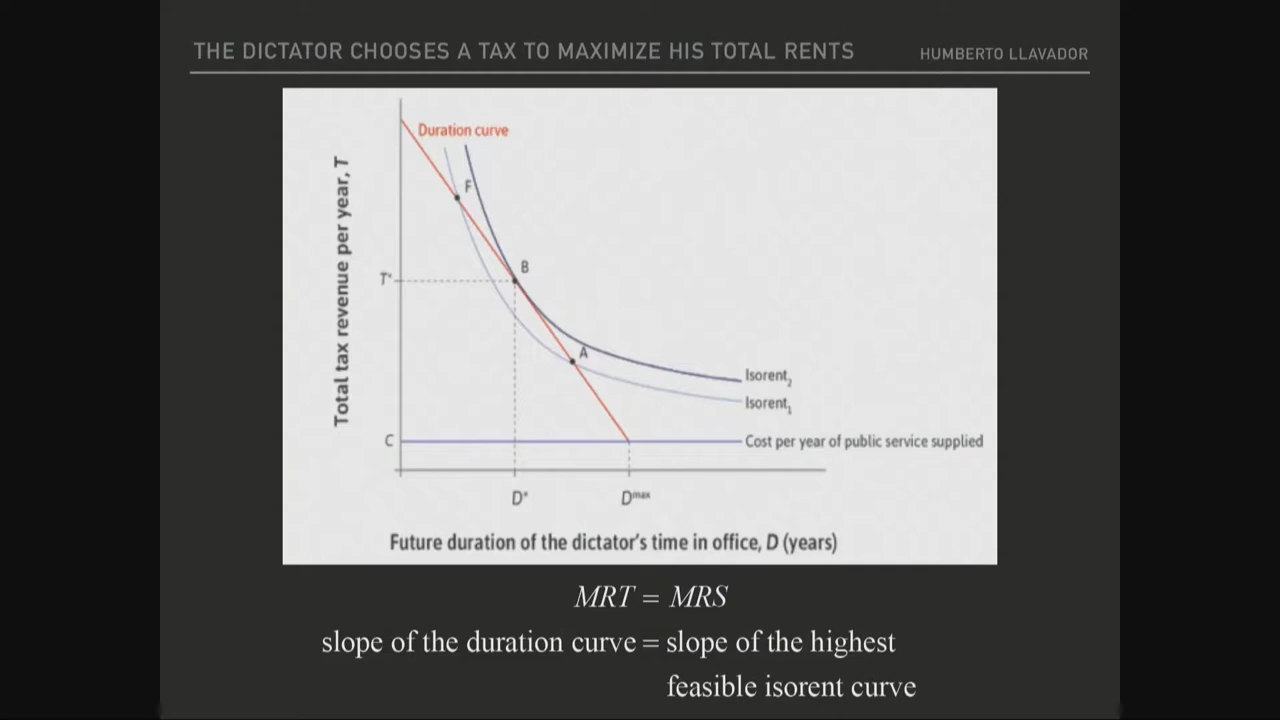 THE DICTATOR CHOOSES A TAX TO MAXIMIZE HIS TOTAL RENTS
HUMBERTO LLAVADOR
Total tax revenue per year, T
Duration curve
F
B
T*
A
Isorent₂
Isorent₁
C
Cost per year of public service supplied
D*
Dᵐᵃˣ
Future duration of the dictator's time in office, D (years)
MRT = MRS
slope of the duration curve = slope of the highest
feasible isorent curve